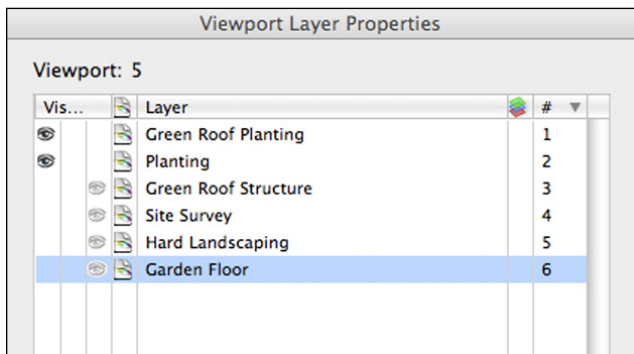 Viewport Layer Properties
Viewport: 5
Vis... Layer # ▼
Green Roof Planting 1
Planting 2
Green Roof Structure 3
Site Survey 4
Hard Landscaping 5
Garden Floor 6